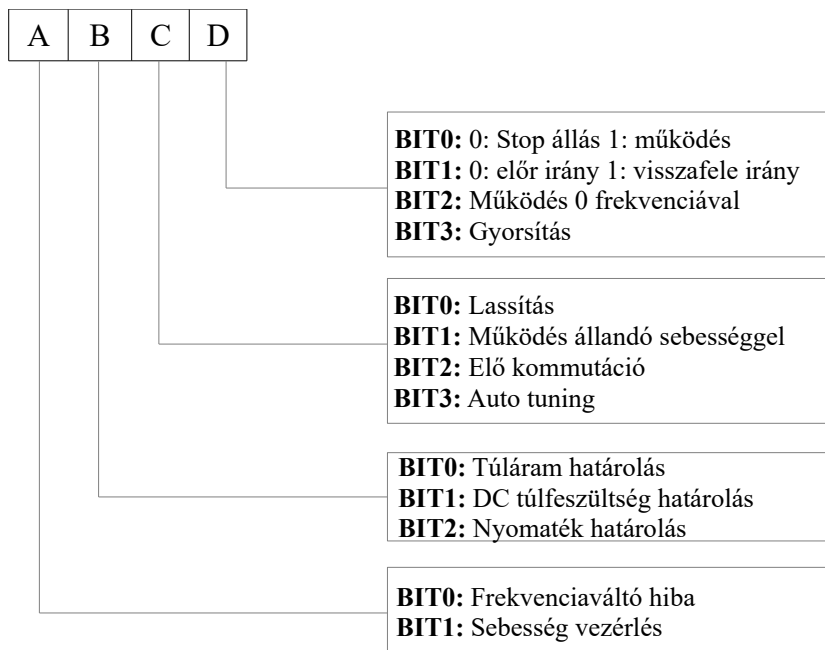 A B C D
BIT0: 0: Stop állás 1: működés
BIT1: 0: előr irány 1: visszafele irány
BIT2: Működés 0 frekvenciával
BIT3: Gyorsítás
BIT0: Lassítás
BIT1: Működés állandó sebességgel
BIT2: Elő kommutáció
BIT3: Auto tuning
BIT0: Túláram határolás
BIT1: DC túlfeszültség határolás
BIT2: Nyomaték határolás
BIT0: Frekvenciaváltó hiba
BIT1: Sebesség vezérlés